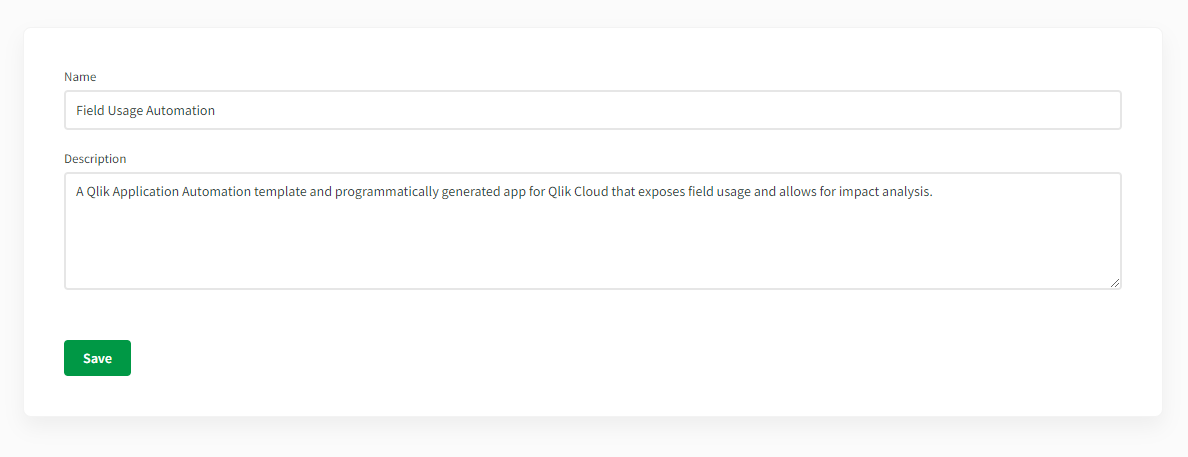 Name
Field Usage Automation
Description
A Qlik Application Automation template and programmatically generated app for Qlik Cloud that exposes field usage and allows for impact analysis.
Save